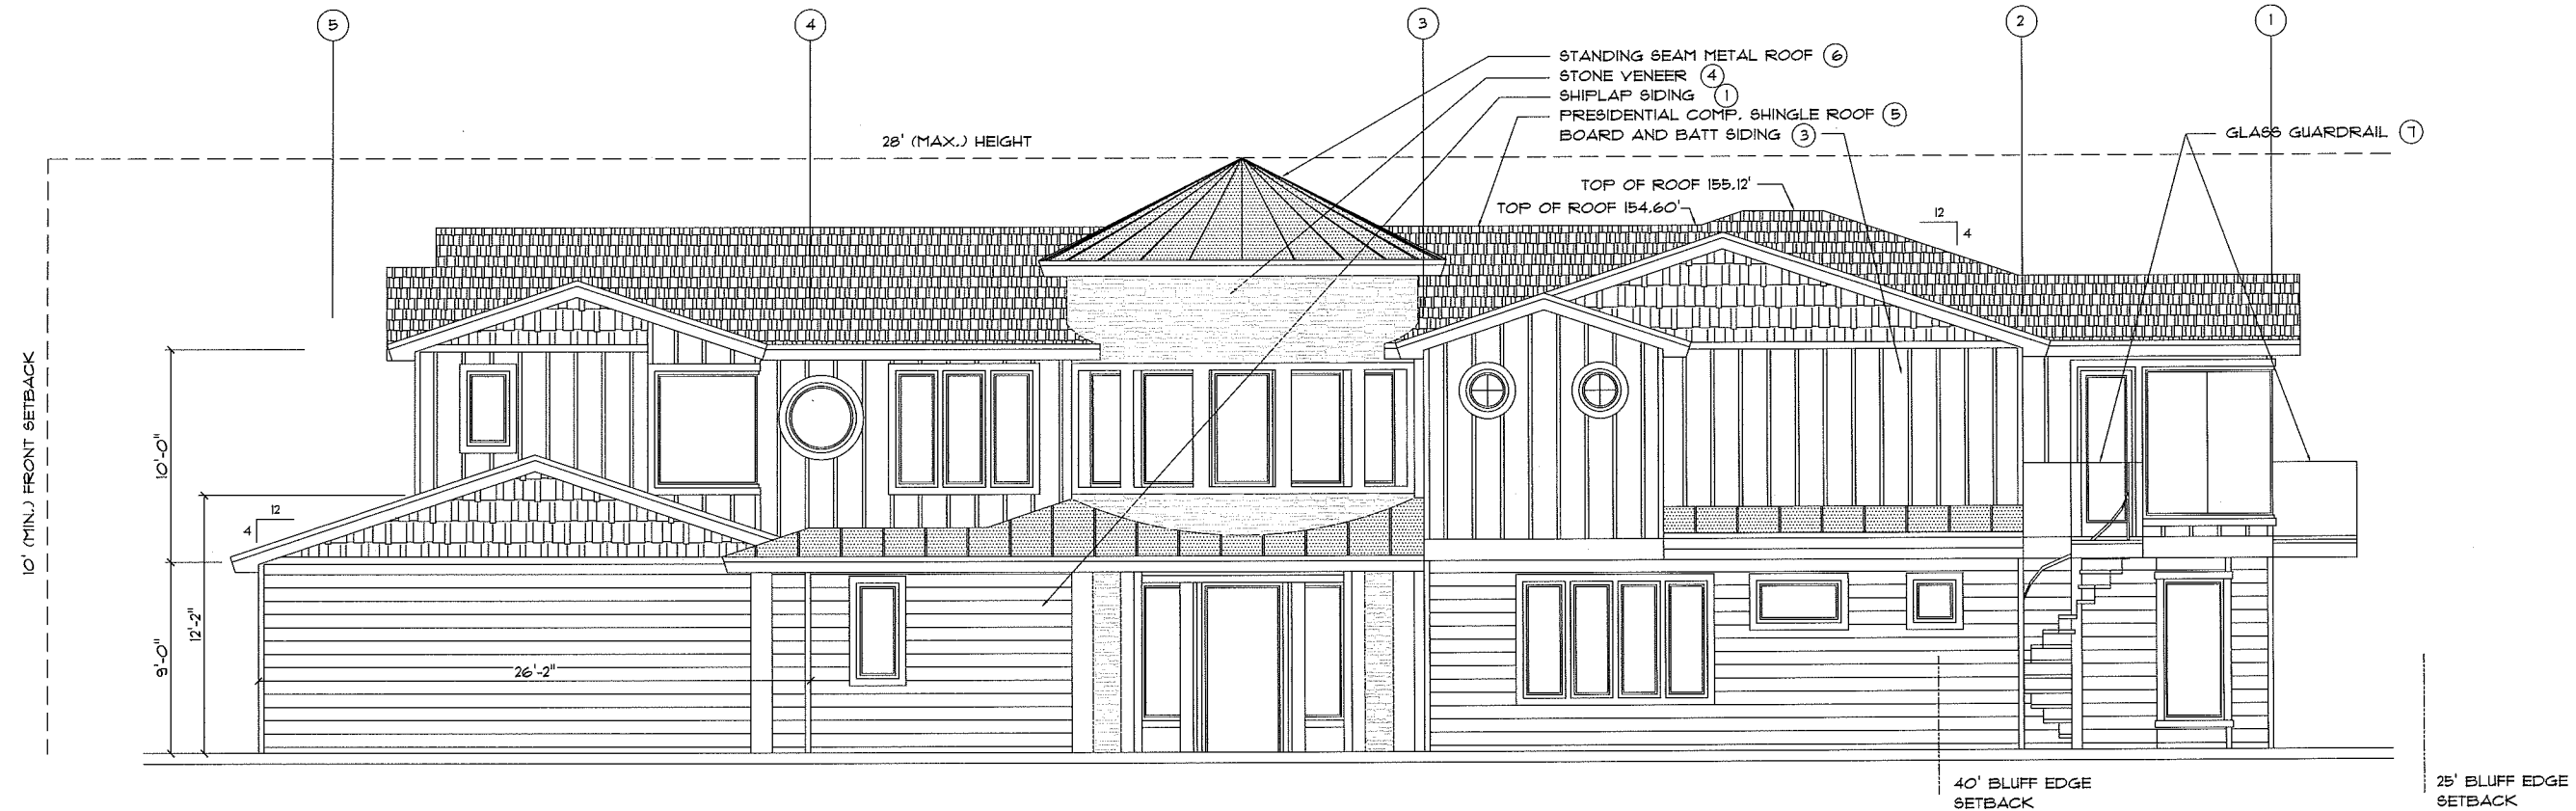 5
4
3
2
1
STANDING SEAM METAL ROOF 6
STONE VENEER 4
SHIPLAP SIDING 1
PRESIDENTIAL COMP. SHINGLE ROOF 5
BOARD AND BATT SIDING 3
GLASS GUARDRAIL 7
28' (MAX.) HEIGHT
TOP OF ROOF 155.12'
TOP OF ROOF 154.60'
12
4
10' (MIN.) FRONT SETBACK
10'-0"
12
4
12'-2"
9'-0"
26'-2"
40' BLUFF EDGE
SETBACK
25' BLUFF EDGE
SETBACK